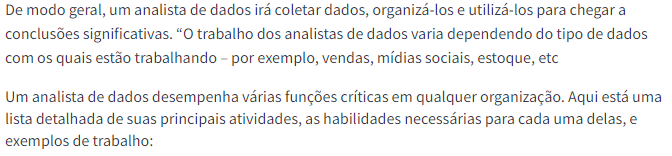 De modo geral, um analista de dados irá coletar dados, organizá-los e utilizá-los para chegar a
conclusões significativas. “O trabalho dos analistas de dados varia dependendo do tipo de dados
com os quais estão trabalhando – por exemplo, vendas, mídias sociais, estoque, etc
Um analista de dados desempenha várias funções críticas em qualquer organização. Aqui está uma
lista detalhada de suas principais atividades, as habilidades necessárias para cada uma delas, e
exemplos de trabalho: